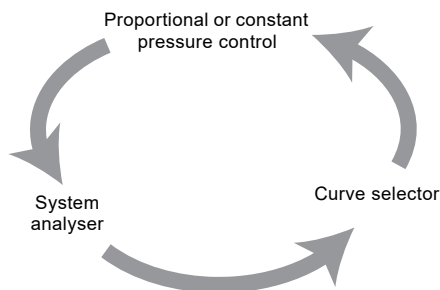 Proportional or constant
pressure control
System
analyser
Curve selector